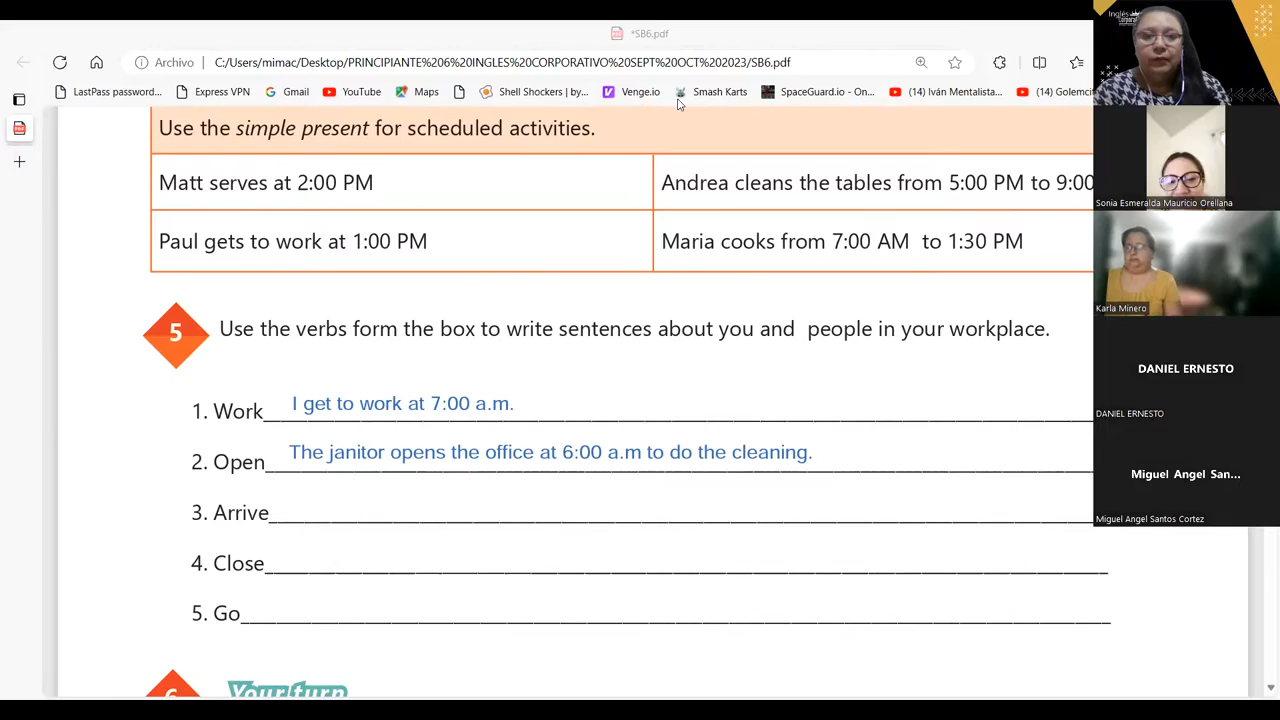 *SB6.pdf
Archivo C:/Users/mimac/Desktop/PRINCIPIANTE%206%20INGLES%20CORPORATIVO%20SEPT%20OCT%202023/SB6.pdf
LastPass password... Express VPN Gmail YouTube Maps Shell Shockers | by... Venge.io Smash Karts SpaceGuard.io - On... (14) Iván Mentalista... (14) Golemcit
Use the simple present for scheduled activities.
Matt serves at 2:00 PM Andrea cleans the tables from 5:00 PM to 9:00
Paul gets to work at 1:00 PM Maria cooks from 7:00 AM to 1:30 PM
5 Use the verbs form the box to write sentences about you and people in your workplace.
1. Work I get to work at 7:00 a.m.
2. Open The janitor opens the office at 6:00 a.m to do the cleaning.
3. Arrive
4. Close
5. Go
6 Your turn
Inglés
Sonia Esmeralda Mauricio Orellana
Karla Minero
DANIEL ERNESTO
DANIEL ERNESTO
Miguel Angel San...
Miguel Angel Santos Cortez